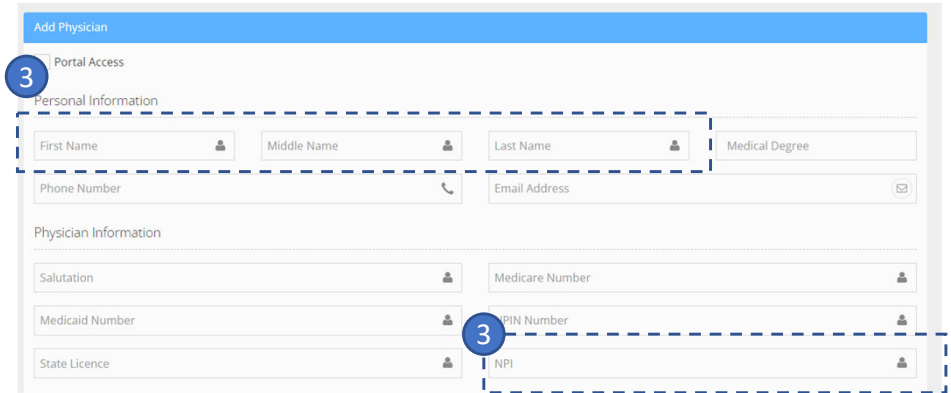 Add Physician
Portal Access
3
Personal Information
First Name Middle Name Last Name Medical Degree
Phone Number Email Address
Physician Information
Salutation Medicare Number
Medicaid Number PIN Number
3
State Licence NPI